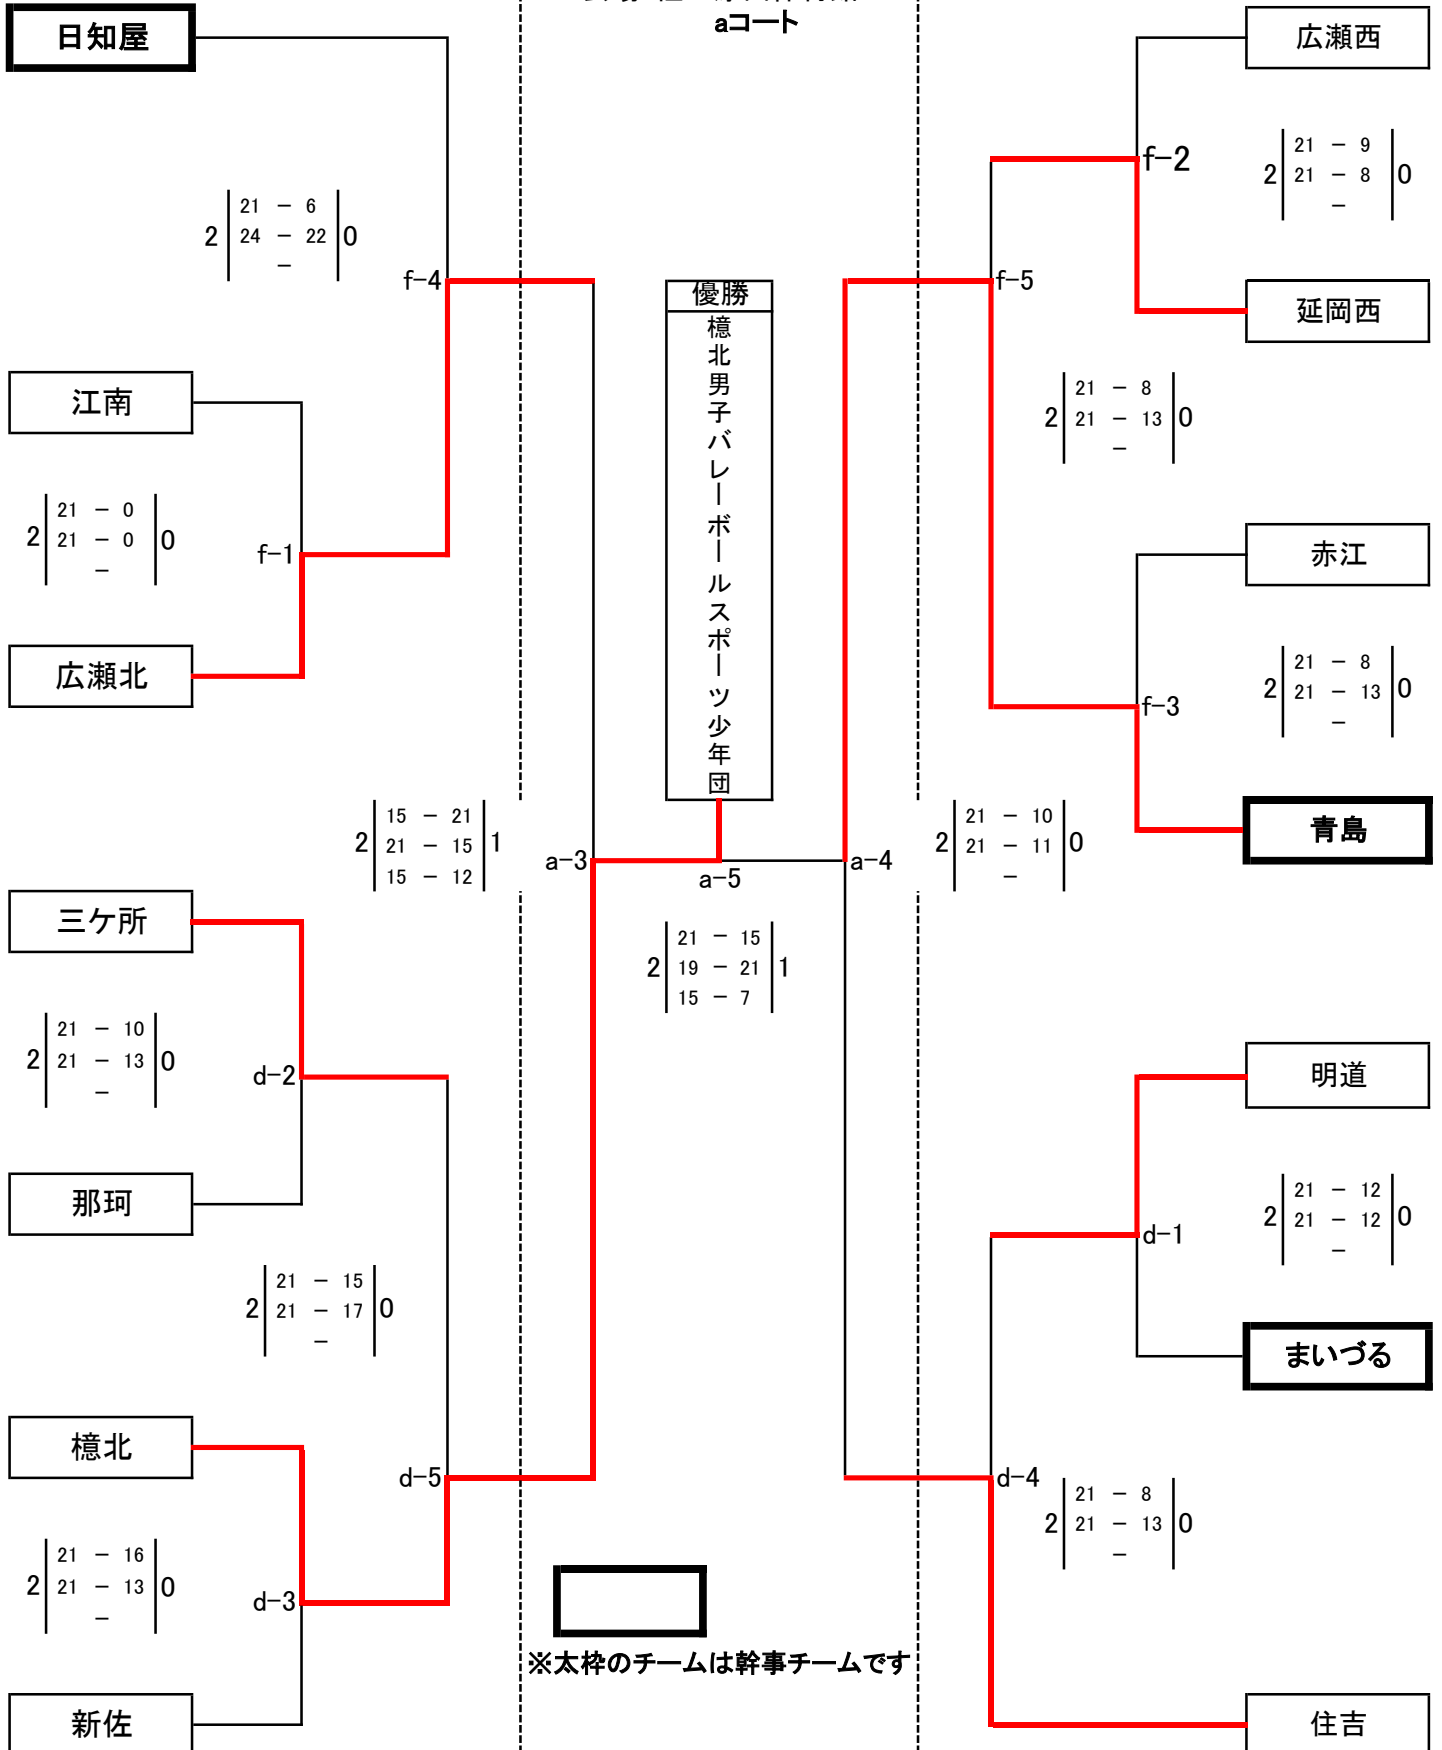 aコート
日知屋
広瀬西
f-2
21 － 9
2 21 － 8 0
－
21 － 6
2 24 － 22 0
－
f-4
f-5
優勝
檍北男子バレーボールスポーツ少年団
延岡西
江南
21 － 8
2 21 － 13 0
－
21 － 0
2 21 － 0 0
－
f-1
赤江
広瀬北
21 － 8
2 21 － 13 0
－
f-3
15 － 21
2 21 － 15 1
15 － 12
a-3
a-5
a-4
21 － 10
2 21 － 11 0
－
青島
三ケ所
21 － 15
2 19 － 21 1
15 － 7
21 － 10
2 21 － 13 0
－
d-2
明道
那珂
21 － 12
2 21 － 12 0
－
d-1
21 － 15
2 21 － 17 0
－
まいづる
檍北
d-5
d-4
21 － 8
2 21 － 13 0
－
21 － 16
2 21 － 13 0
－
d-3
※太枠のチームは幹事チームです
新佐
住吉